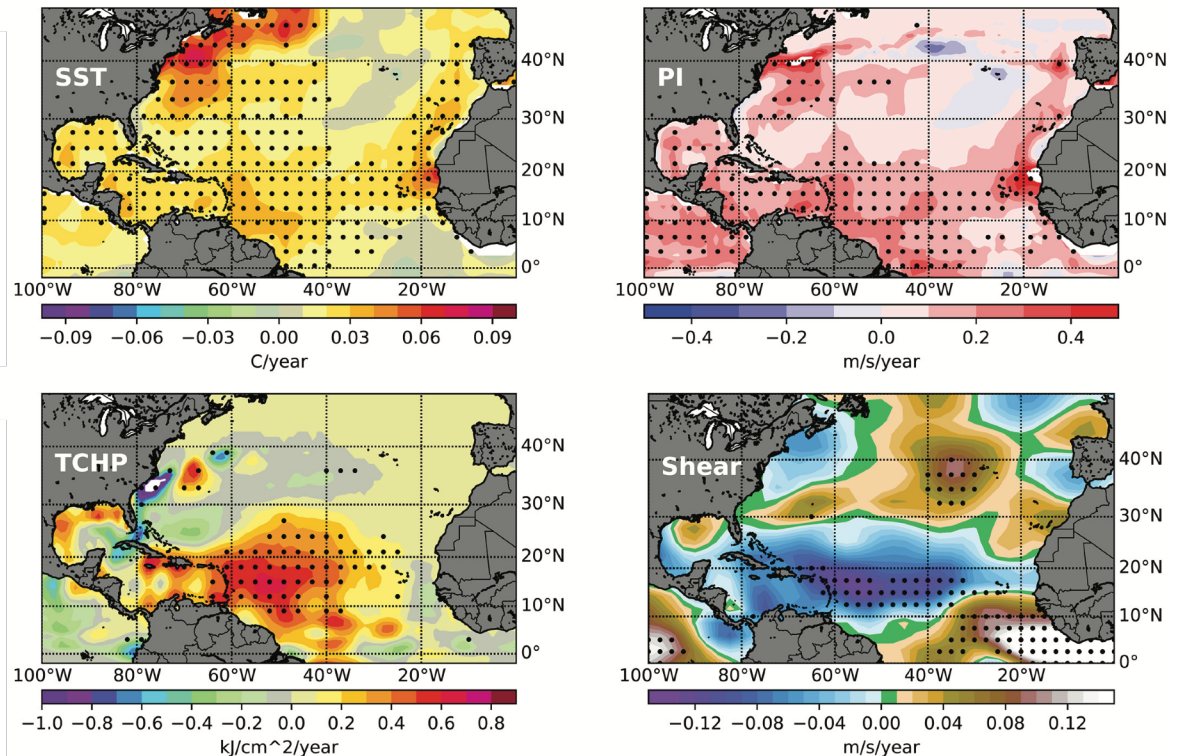 SST
40°N
30°N
20°N
10°N
0°
100°W 80°W 60°W 40°W 20°W
−0.09 −0.06 −0.03 0.00 0.03 0.06 0.09
C/year
PI
40°N
30°N
20°N
10°N
0°
100°W 80°W 60°W 40°W 20°W
−0.4 −0.2 0.0 0.2 0.4
m/s/year
TCHP
40°N
30°N
20°N
10°N
0°
100°W 80°W 60°W 40°W 20°W
−1.0 −0.8 −0.6 −0.4 −0.2 0.0 0.2 0.4 0.6 0.8
kJ/cm^2/year
Shear
40°N
30°N
20°N
10°N
0°
100°W 80°W 60°W 40°W 20°W
−0.12 −0.08 −0.04 0.00 0.04 0.08 0.12
m/s/year